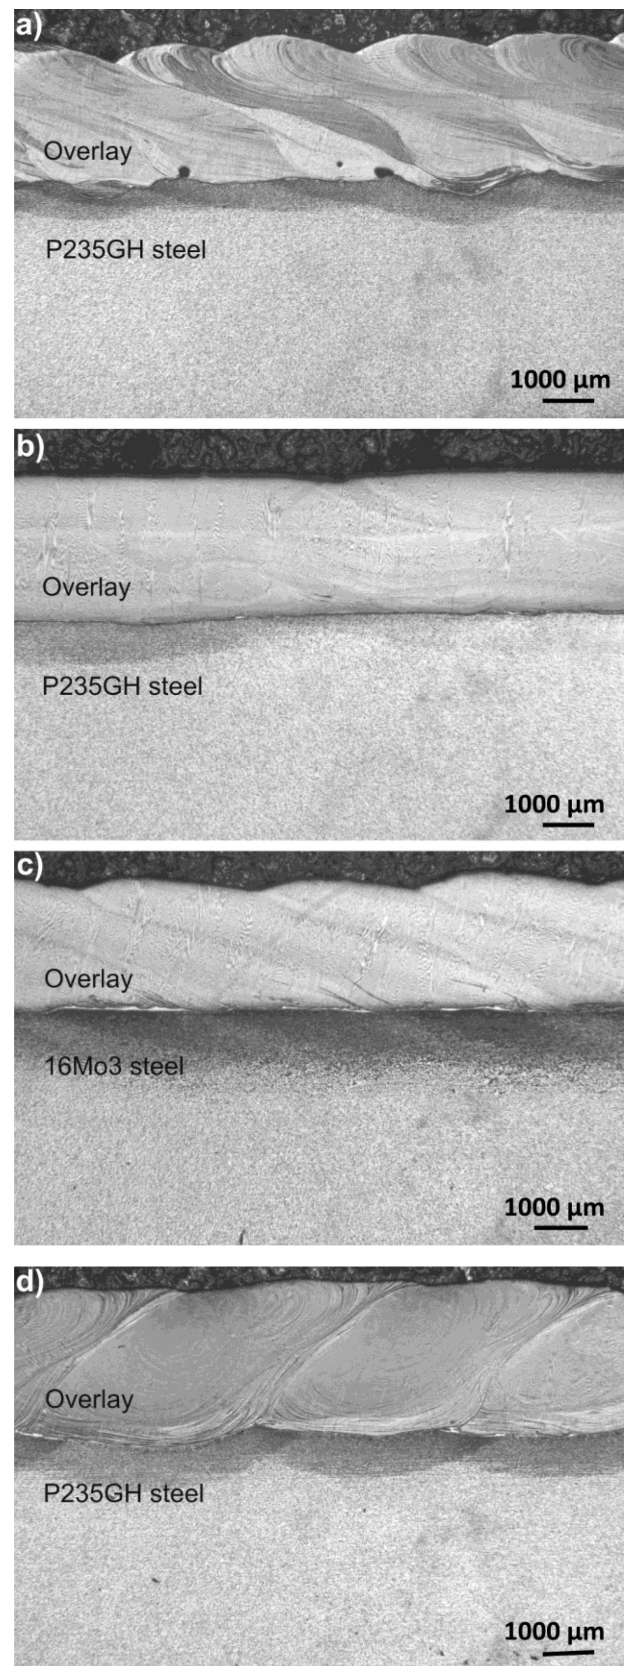 a)
Overlay
P235GH steel
1000 µm
b)
Overlay
P235GH steel
1000 µm
c)
Overlay
16Mo3 steel
1000 µm
d)
Overlay
P235GH steel
1000 µm